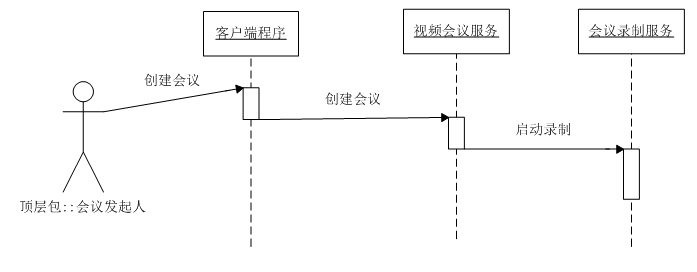 客户端程序
视频会议服务
会议录制服务
创建会议
创建会议
启动录制
顶层包::会议发起人